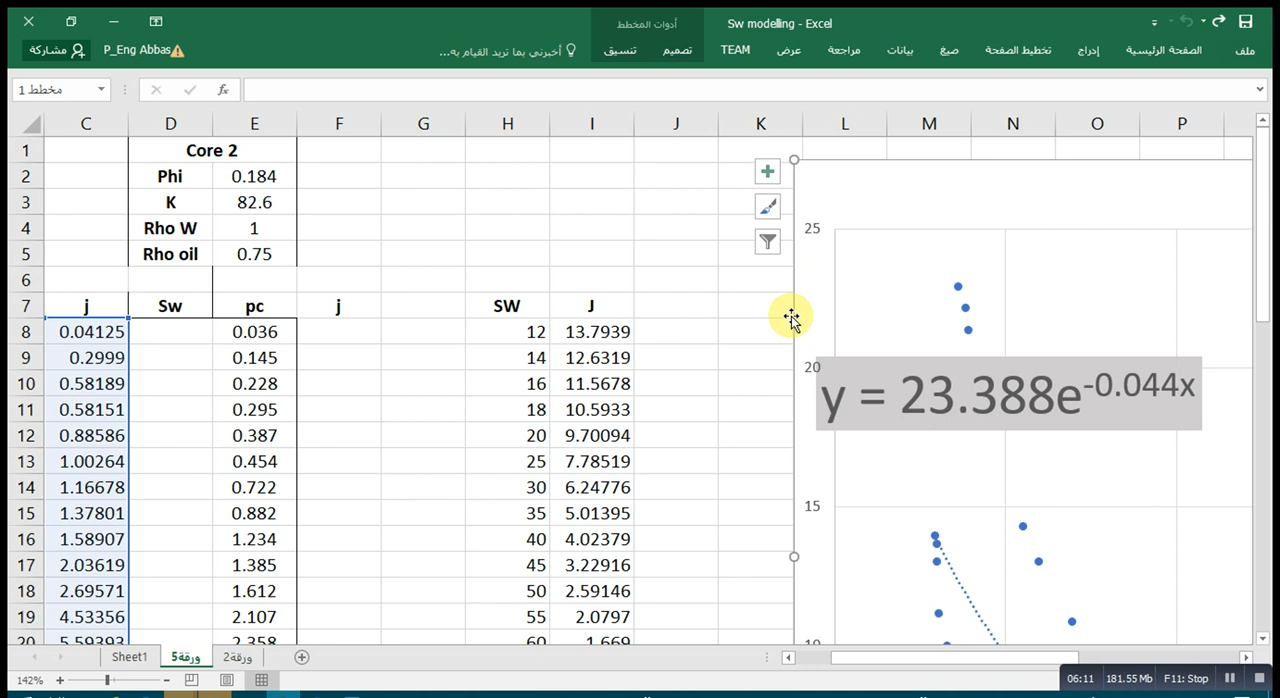 Sw modeling - Excel
أدوات المخطط
ملف الصفحة الرئيسية إدراج تخطيط الصفحة صيغ بيانات مراجعة عرض TEAM تصميم تنسيق أخبرني بما تريد القيام به... P_Eng Abbas مشاركة
مخطط 1 fx
C D E F G H I J K L M N O P
1 Core 2
2 Phi 0.184
3 K 82.6
4 Rho W 1
5 Rho oil 0.75
6
7 j Sw pc j SW J
8 0.04125 0.036 12 13.7939
9 0.2999 0.145 14 12.6319
10 0.58189 0.228 16 11.5678
11 0.58151 0.295 18 10.5933
12 0.88586 0.387 20 9.70094
13 1.00264 0.454 25 7.78519
14 1.16678 0.722 30 6.24776
15 1.37801 0.882 35 5.01395
16 1.58907 1.234 40 4.02379
17 2.03619 1.385 45 3.22916
18 2.69571 1.612 50 2.59146
19 4.53356 2.107 55 2.0797
20 5.59393 2.358 60 1.669
25
20
y = 23.388e^-0.044x
15
10
Sheet1 ورقة5 ورقة2
142%
06:11 181.55 Mb F11: Stop